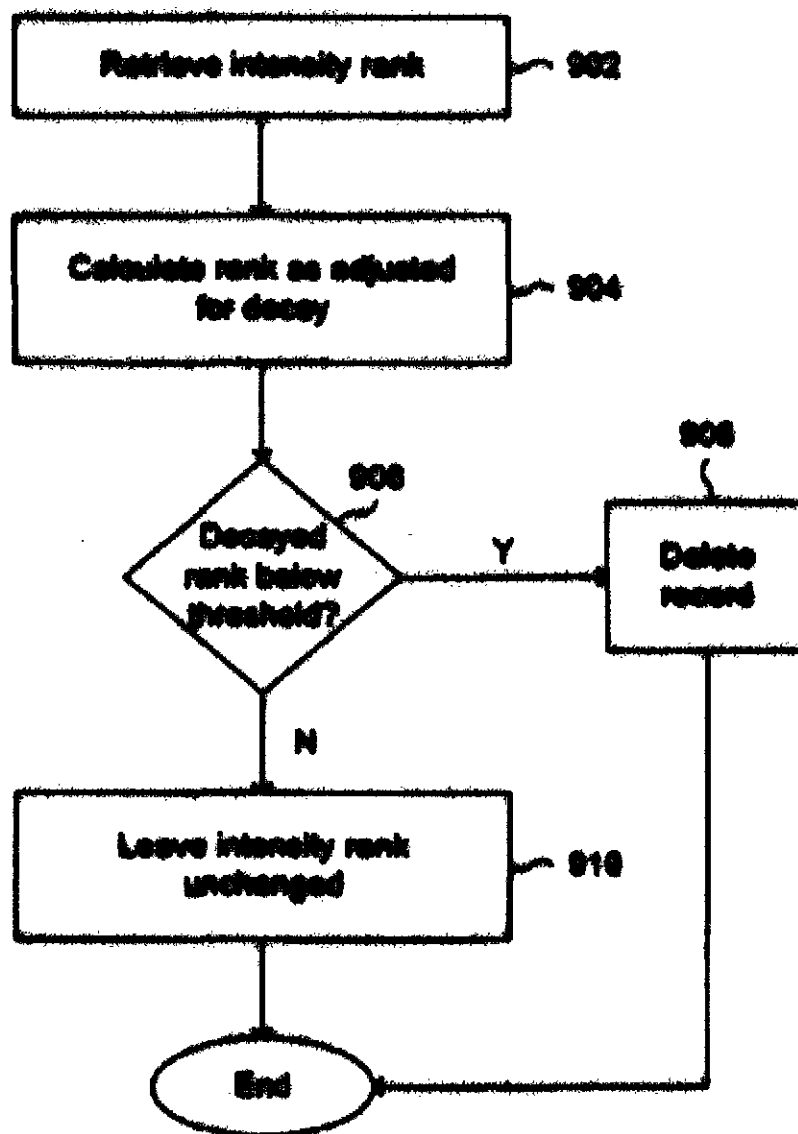 Retrieve intensity rank
902
Calculate rank as adjusted
for decay
904
906
Decayed
rank below
threshold?
Y
908
Delete
record
N
Leave intensity rank
unchanged
910
End